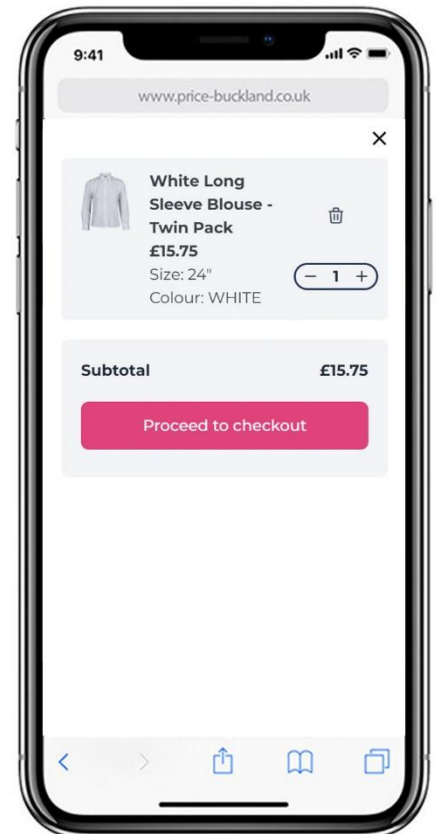 9:41
www.price-buckland.co.uk
White Long
Sleeve Blouse -
Twin Pack
£15.75
Size: 24"
Colour: WHITE
1
Subtotal
£15.75
Proceed to checkout